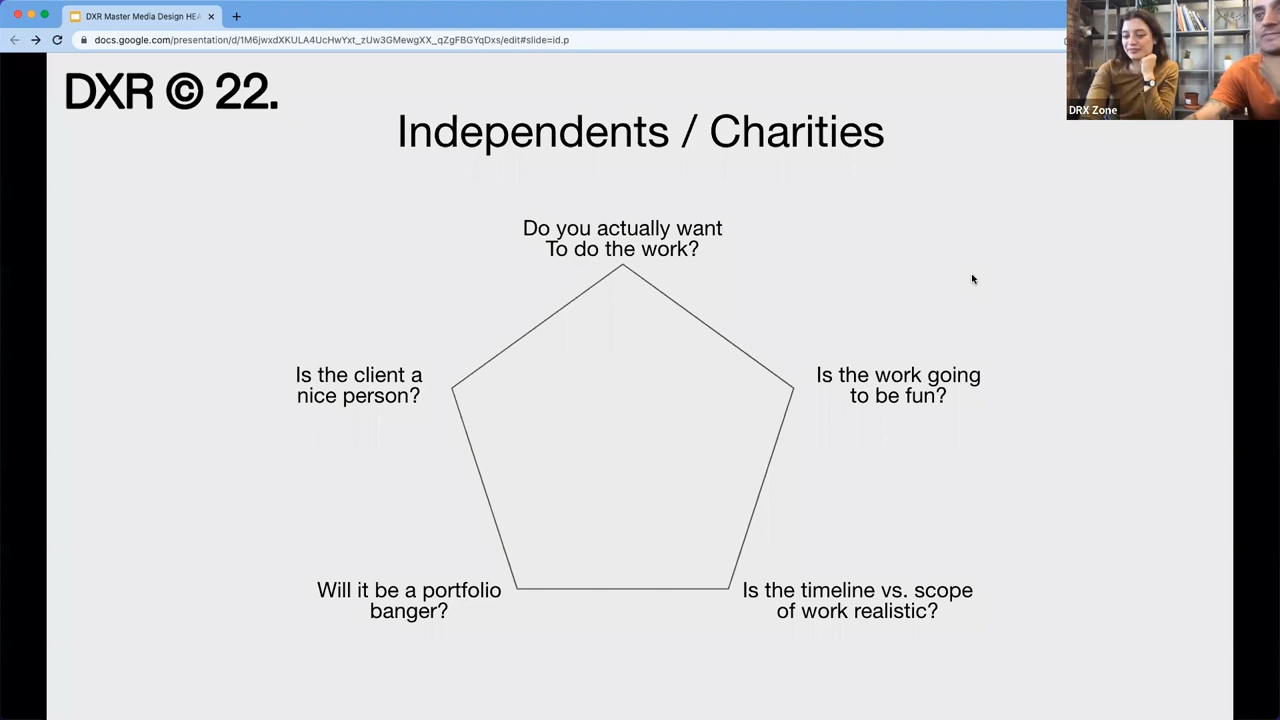 DXR Master Media Design HEA
docs.google.com/presentation/d/1M6jwxdXKULA4UcHwYxt_zUw3GMewgXX_qZgFBGYqDxs/edit#slide=id.p
DRX Zone
DXR © 22.
Independents / Charities
Do you actually want
To do the work?
Is the client a
nice person?
Is the work going
to be fun?
Will it be a portfolio
banger?
Is the timeline vs. scope
of work realistic?